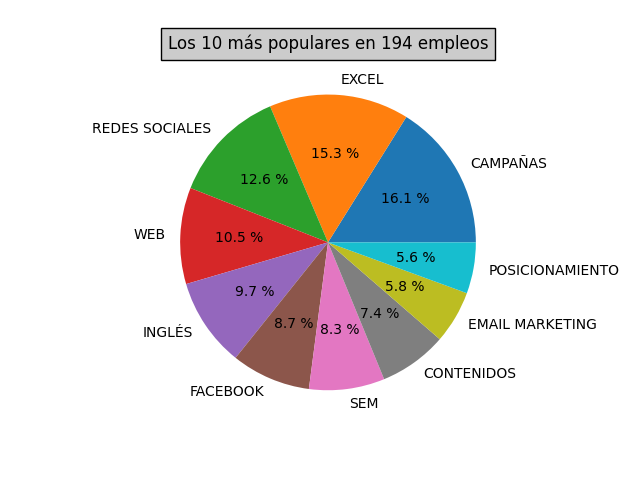 Los 10 más populares en 194 empleos
EXCEL
15.3 %
REDES SOCIALES
12.6 %
CAMPAÑAS
16.1 %
WEB
10.5 %
POSICIONAMIENTO
5.6 %
EMAIL MARKETING
5.8 %
INGLÉS
9.7 %
CONTENIDOS
7.4 %
FACEBOOK
8.7 %
SEM
8.3 %